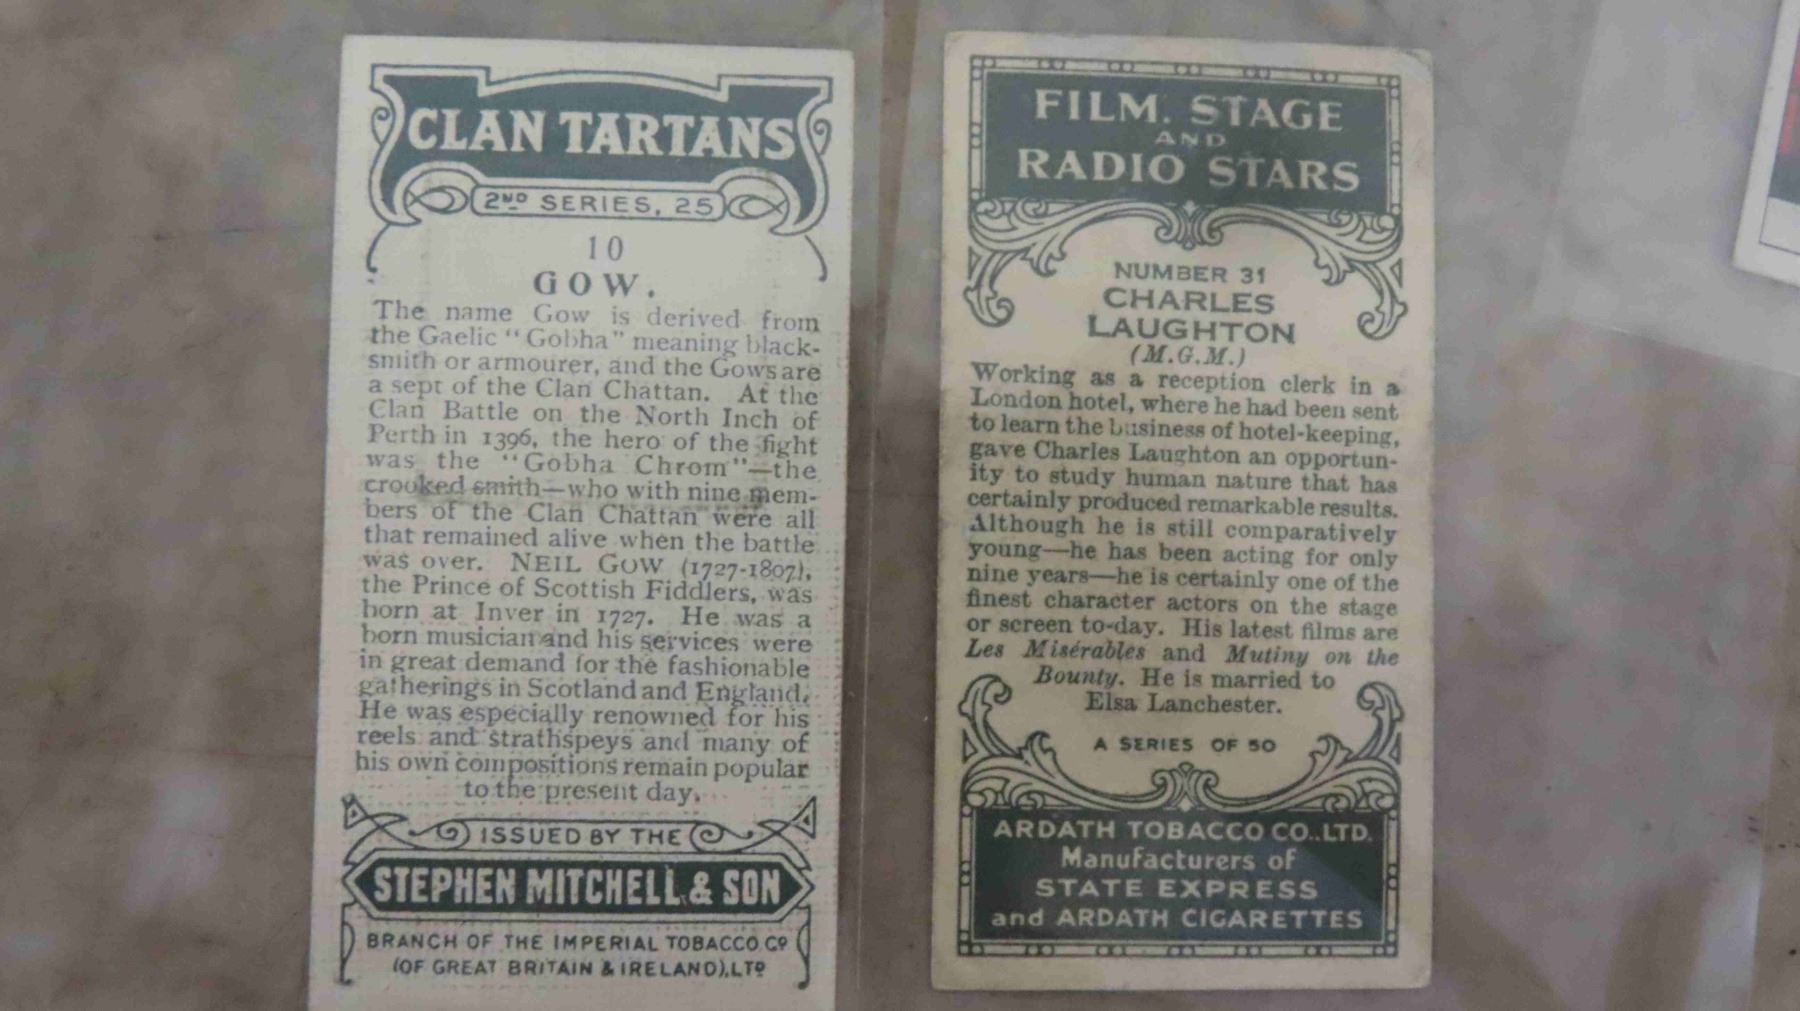 CLAN TARTANS
2ND SERIES, 25
10
GOW.
The name Gow is derived from
the Gaelic "Gobha" meaning black-
smith or armourer, and the Gows are
a sept of the Clan Chattan. At the
Clan Battle on the North Inch of
Perth in 1396, the hero of the fight
was the "Gobha Chrom"—the
crooked smith—who with nine mem-
bers of the Clan Chattan were all
that remained alive when the battle
was over. NEIL GOW (1727-1807),
the Prince of Scottish Fiddlers, was
born at Inver in 1727. He was a
born musician and his services were
in great demand for the fashionable
gatherings in Scotland and England.
He was especially renowned for his
reels and strathspeys and many of
his own compositions remain popular
to the present day.
ISSUED BY THE
STEPHEN MITCHELL & SON
BRANCH OF THE IMPERIAL TOBACCO CO
(OF GREAT BRITAIN & IRELAND), LTD
FILM, STAGE
AND
RADIO STARS
NUMBER 31
CHARLES
LAUGHTON
(M.G.M.)
Working as a reception clerk in a
London hotel, where he had been sent
to learn the business of hotel-keeping,
gave Charles Laughton an opportun-
ity to study human nature that has
certainly produced remarkable results.
Although he is still comparatively
young—he has been acting for only
nine years—he is certainly one of the
finest character actors on the stage
or screen to-day. His latest films are
Les Misérables and Mutiny on the
Bounty. He is married to
Elsa Lanchester.
A SERIES OF 50
ARDATH TOBACCO CO., LTD.
Manufacturers of
STATE EXPRESS
and ARDATH CIGARETTES